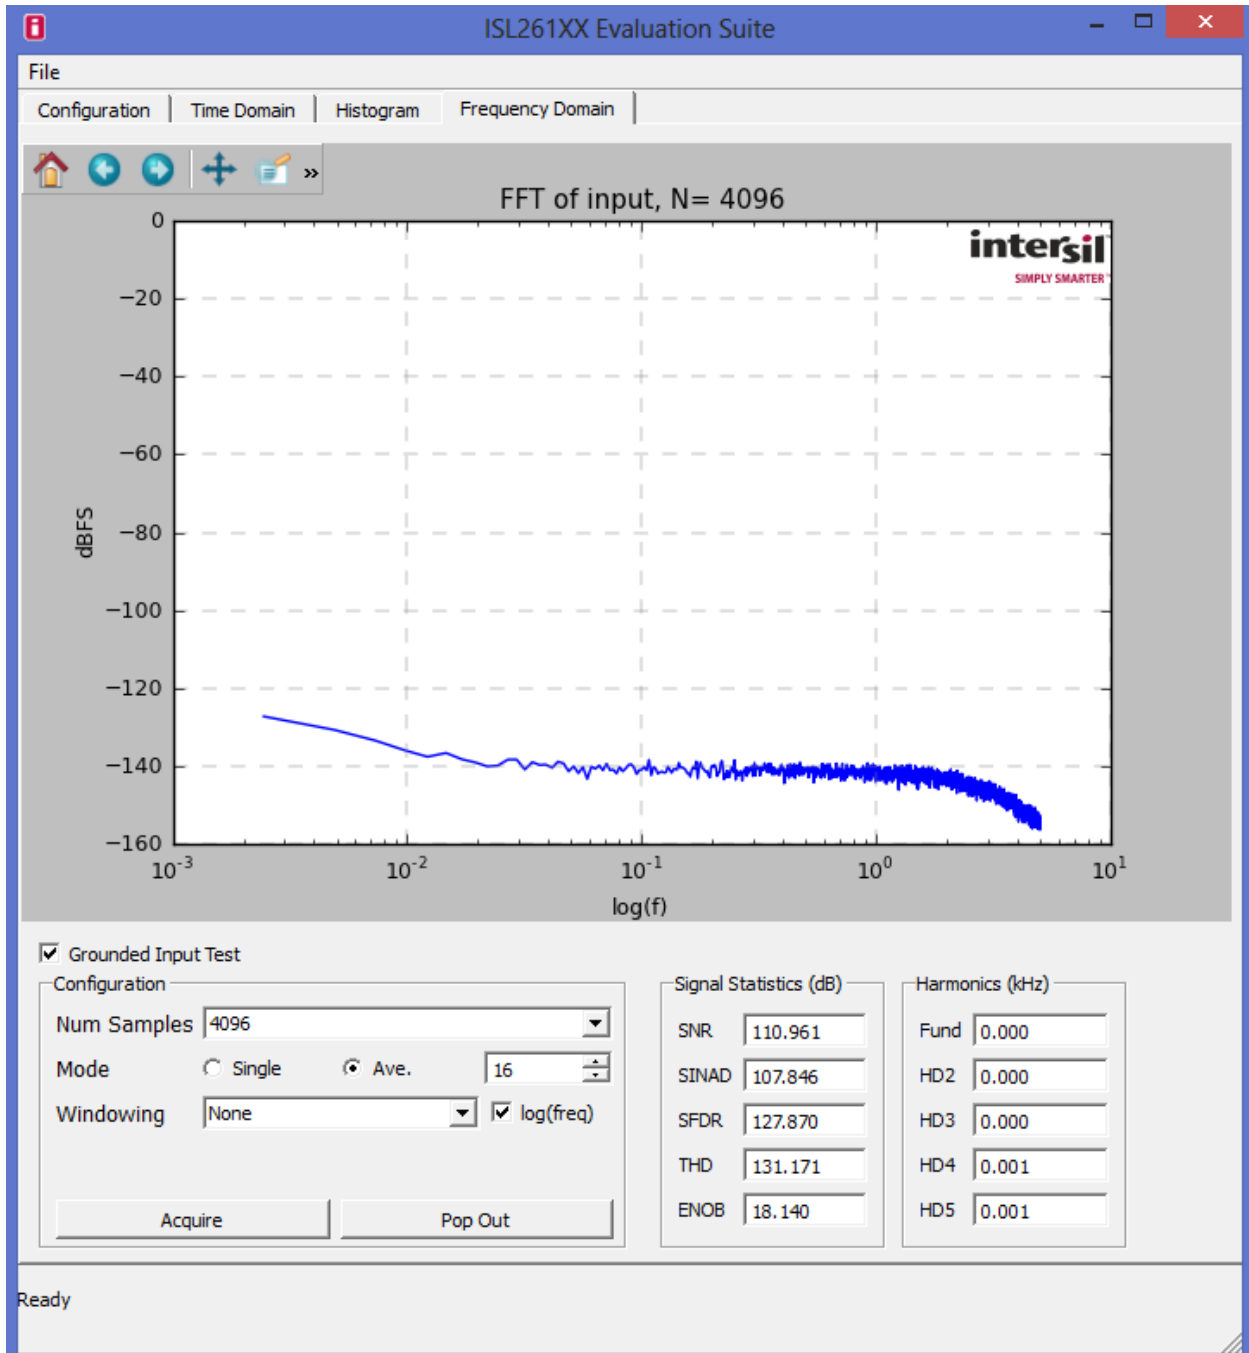 ISL261XX Evaluation Suite
File
Configuration Time Domain Histogram Frequency Domain
»
FFT of input, N= 4096
intersil
SIMPLY SMARTER™
0
−20
−40
−60
−80
−100
−120
−140
−160
dBFS
10⁻³ 10⁻² 10⁻¹ 10⁰ 10¹
log(f)
Grounded Input Test
Configuration
Num Samples 4096
Mode Single Ave. 16
Windowing None log(freq)
Acquire Pop Out
Signal Statistics (dB)
SNR 110.961
SINAD 107.846
SFDR 127.870
THD 131.171
ENOB 18.140
Harmonics (kHz)
Fund 0.000
HD2 0.000
HD3 0.000
HD4 0.001
HD5 0.001
Ready